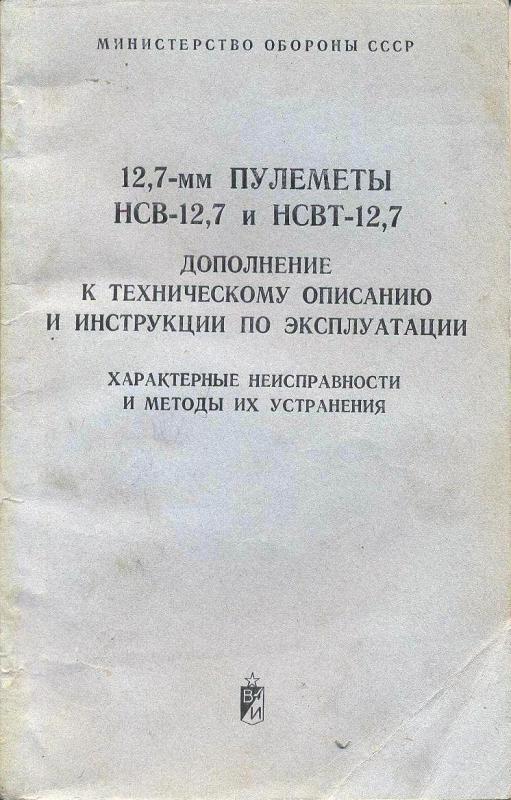 МИНИСТЕРСТВО ОБОРОНЫ СССР
12,7-мм ПУЛЕМЕТЫ
НСВ-12,7 и НСВТ-12,7
ДОПОЛНЕНИЕ
К ТЕХНИЧЕСКОМУ ОПИСАНИЮ
И ИНСТРУКЦИИ ПО ЭКСПЛУАТАЦИИ
ХАРАКТЕРНЫЕ НЕИСПРАВНОСТИ
И МЕТОДЫ ИХ УСТРАНЕНИЯ
В
И